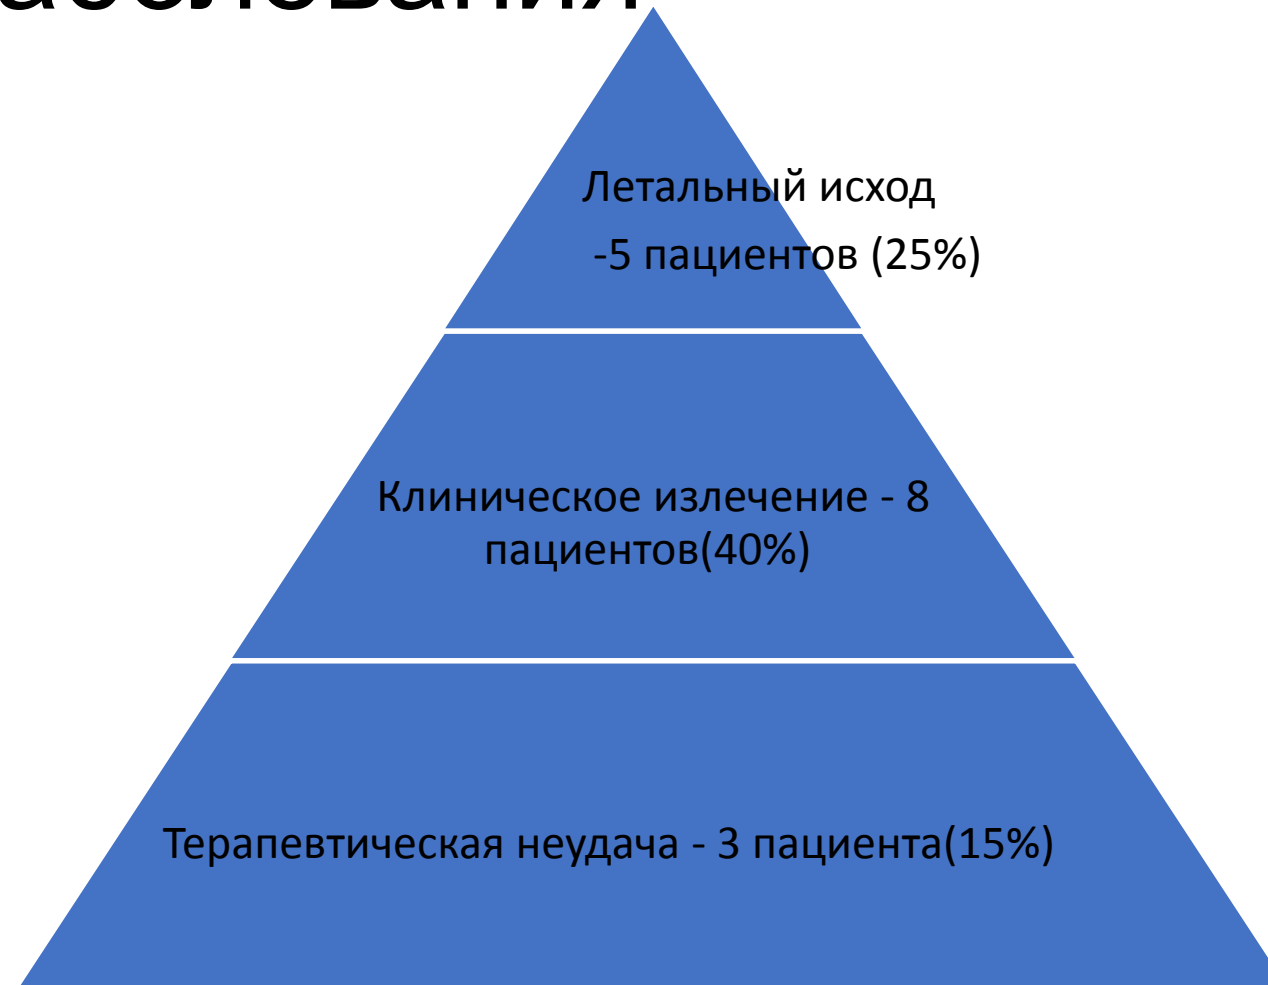 Летальный исход
-5 пациентов (25%)
Клиническое излечение - 8
пациентов(40%)
Терапевтическая неудача - 3 пациента(15%)